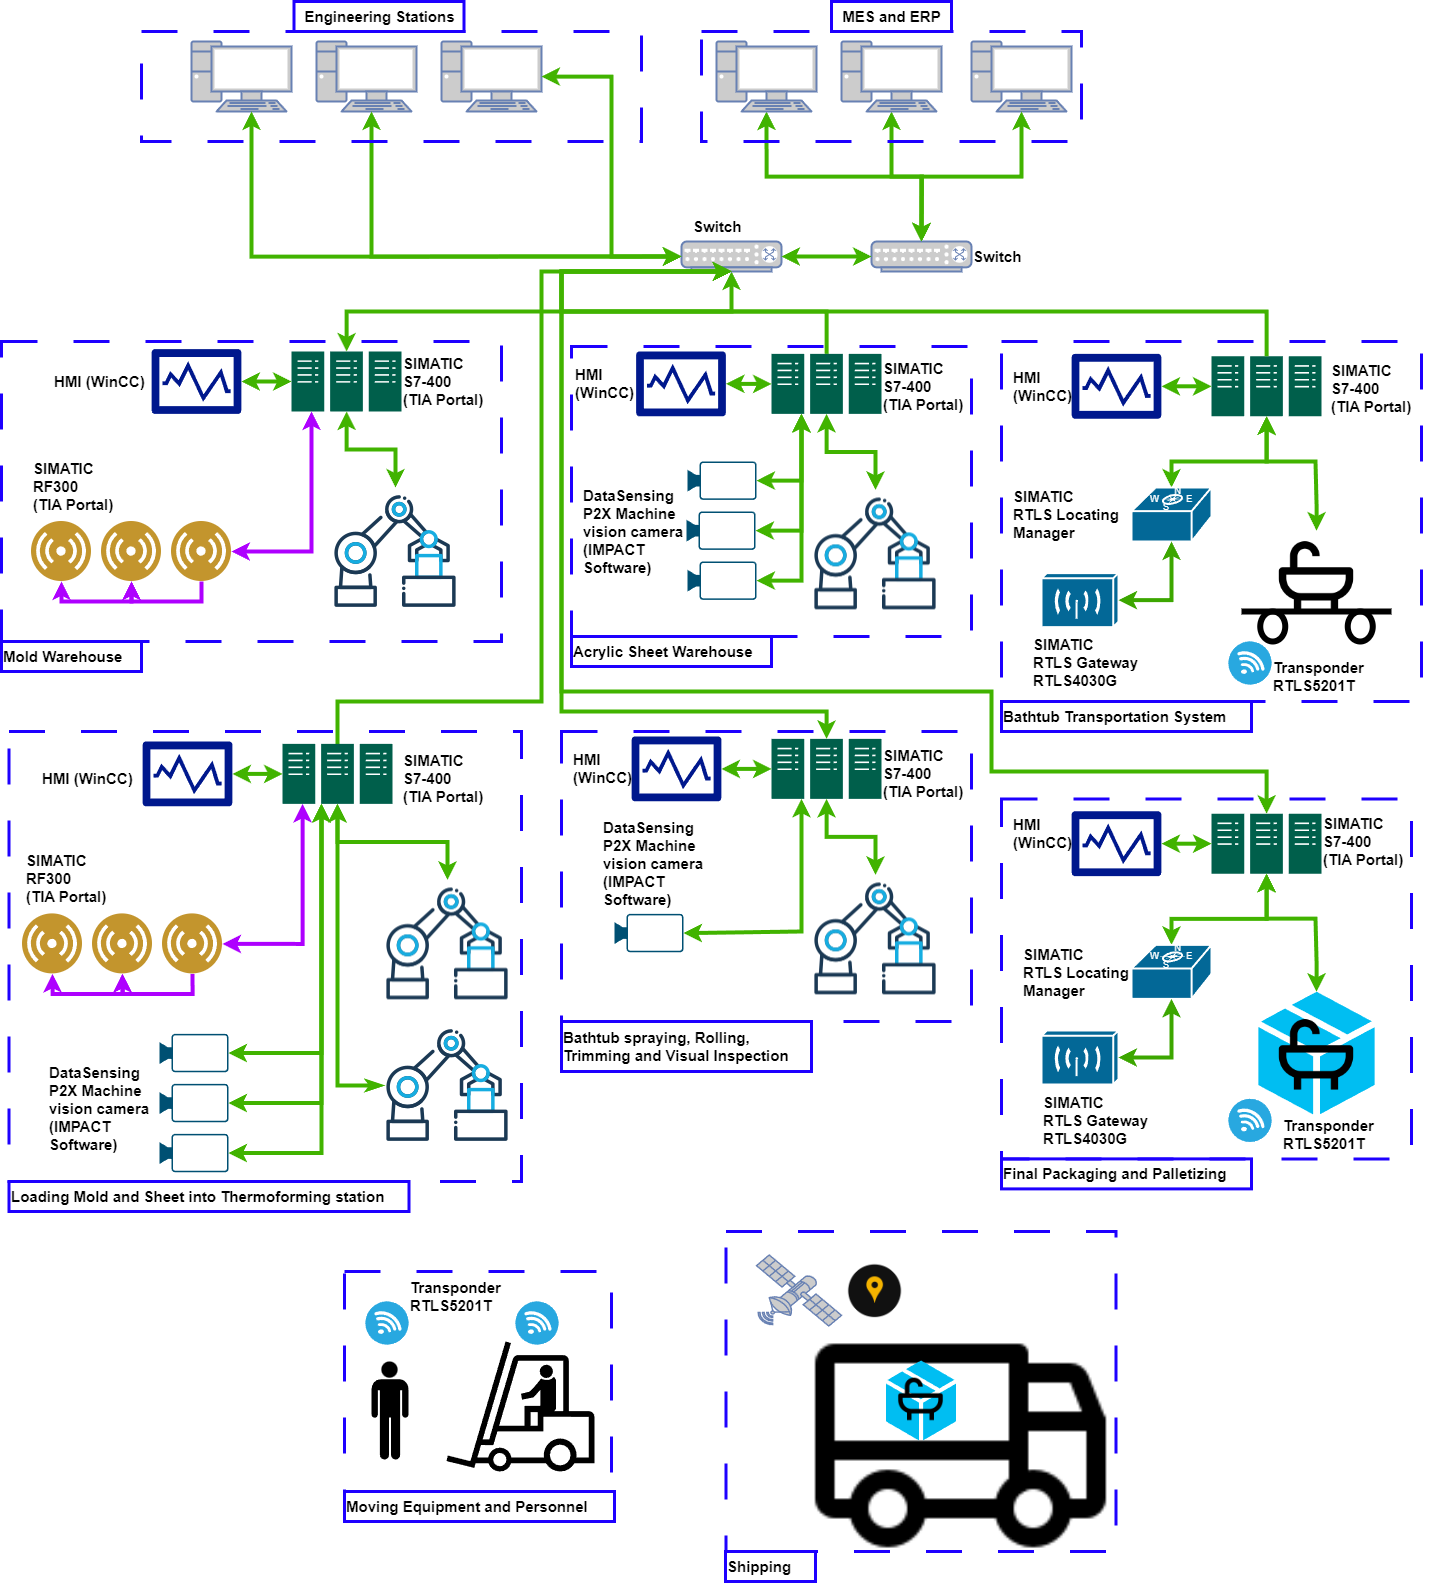 Engineering Stations
MES and ERP
Switch
Switch
HMI (WinCC)
SIMATIC
S7-400
(TIA Portal)
SIMATIC
RF300
(TIA Portal)
Mold Warehouse
HMI
(WinCC)
SIMATIC
S7-400
(TIA Portal)
DataSensing
P2X Machine
vision camera
(IMPACT
Software)
Acrylic Sheet Warehouse
HMI
(WinCC)
SIMATIC
S7-400
(TIA Portal)
SIMATIC
RTLS Locating
Manager
N
W E
S
SIMATIC
RTLS Gateway
RTLS4030G
Transponder
RTLS5201T
Bathtub Transportation System
HMI (WinCC)
SIMATIC
S7-400
(TIA Portal)
SIMATIC
RF300
(TIA Portal)
DataSensing
P2X Machine
vision camera
(IMPACT
Software)
Loading Mold and Sheet into Thermoforming station
HMI
(WinCC)
SIMATIC
S7-400
(TIA Portal)
DataSensing
P2X Machine
vision camera
(IMPACT
Software)
Bathtub spraying, Rolling,
Trimming and Visual Inspection
HMI
(WinCC)
SIMATIC
S7-400
(TIA Portal)
SIMATIC
RTLS Locating
Manager
N
W E
S
SIMATIC
RTLS Gateway
RTLS4030G
Transponder
RTLS5201T
Final Packaging and Palletizing
Transponder
RTLS5201T
Moving Equipment and Personnel
Shipping